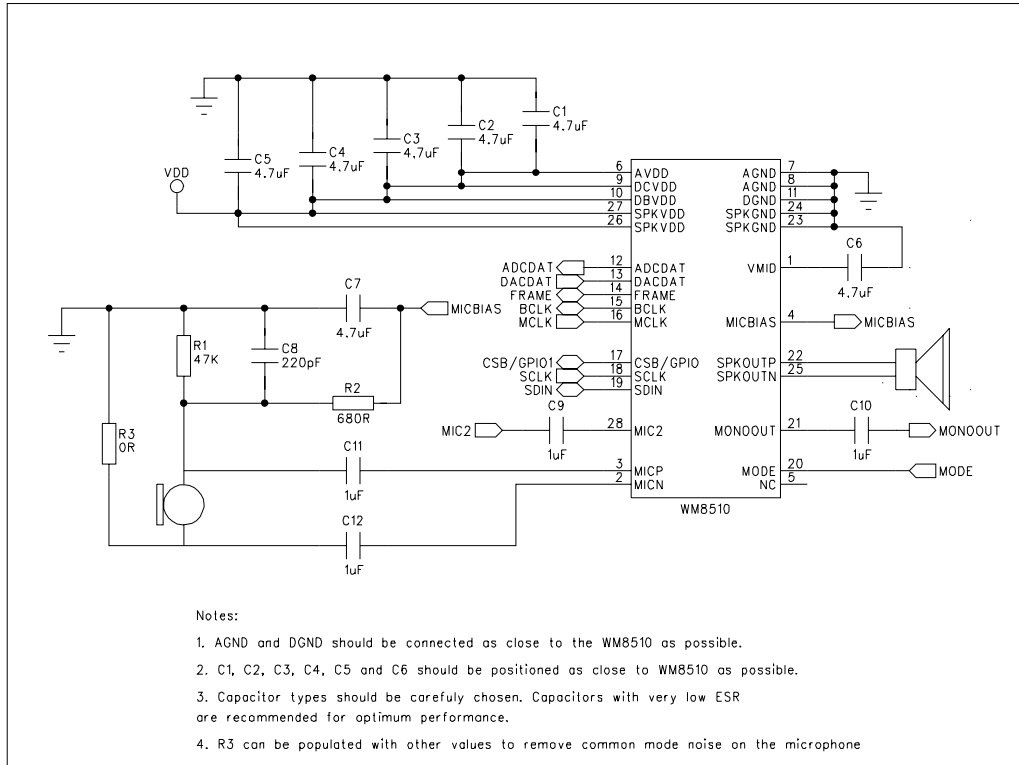 C1
4.7uF
C2
4.7uF
C3
4.7uF
C4
4.7uF
C5
4.7uF
VDD
6 AVDD
9 DCVDD
10 DBVDD
27 SPKVDD
26 SPKVDD
AGND 7
AGND 8
DGND 11
SPKGND 24
SPKGND 23
C6
4.7uF
VMID 1
ADCDAT 12 ADCDAT
DACDAT 13 DACDAT
FRAME 14 FRAME
BCLK 15 BCLK
MCLK 16 MCLK
MICBIAS 4 MICBIAS
C7
4.7uF
MICBIAS
R1
47K
C8
220pF
R2
680R
R3
0R
CSB/GPIO1 17 CSB/GPIO
SCLK 18 SCLK
SDIN 19 SDIN
SPKOUTP 22
SPKOUTN 25
C9
MIC2 28 MIC2
1uF
C10
MONOOUT 21 MONOOUT
1uF
C11
3 MICP
1uF
2 MICN
C12
1uF
MODE 20 MODE
NC 5
WM8510
Notes:
1. AGND and DGND should be connected as close to the WM8510 as possible.
2. C1, C2, C3, C4, C5 and C6 should be positioned as close to WM8510 as possible.
3. Capacitor types should be carefuly chosen. Capacitors with very low ESR
are recommended for optimum performance.
4. R3 can be populated with other values to remove common mode noise on the microphone